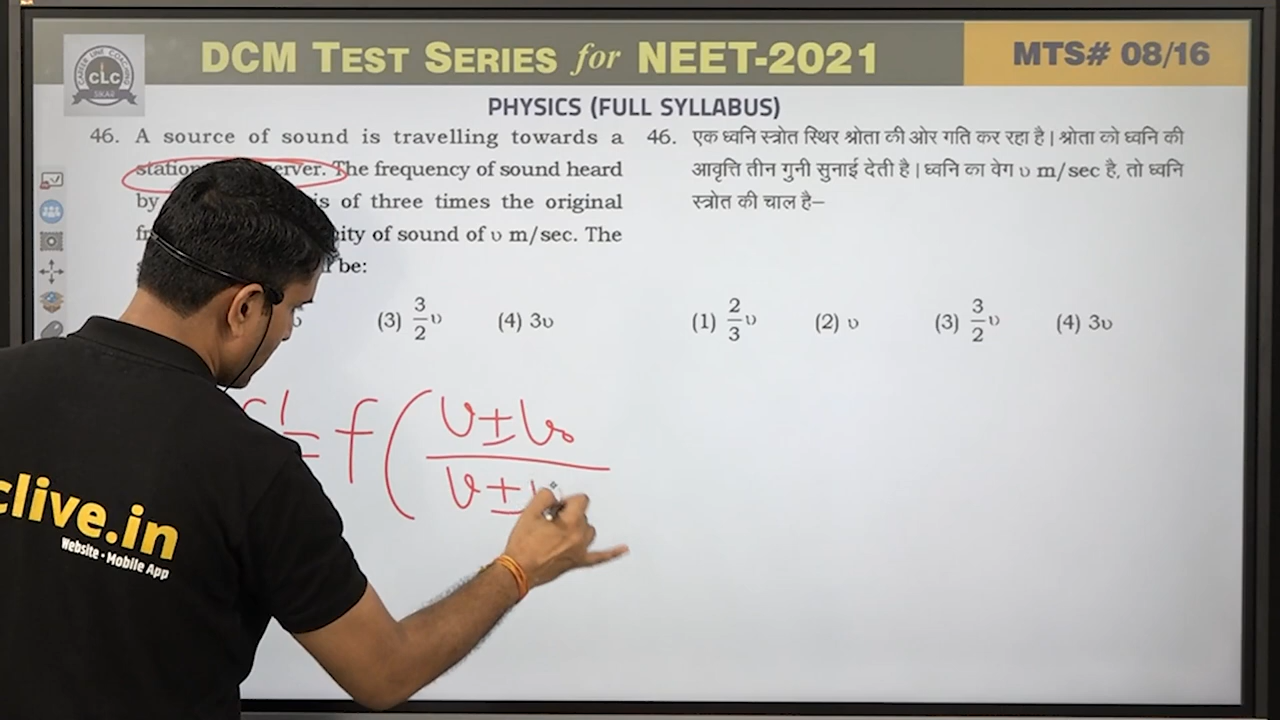 DCM TEST SERIES for NEET-2021
MTS# 08/16
CLC
SIKAR
PHYSICS (FULL SYLLABUS)
46. A source of sound is travelling towards a
The frequency of sound heard
by is of three times the original
of sound of υ m/sec. The
be:
(3) 3/2 υ (4) 3υ
46. एक ध्वनि स्त्रोत स्थिर श्रोता की ओर गति कर रहा है। श्रोता को ध्वनि की
आवृत्ति तीन गुनी सुनाई देती है। ध्वनि का वेग υ m/sec है, तो ध्वनि
स्त्रोत की चाल है–
(1) 2/3 υ (2) υ (3) 3/2 υ (4) 3υ
= f ( V ± V₀
V ±
clive.in
Website • Mobile App